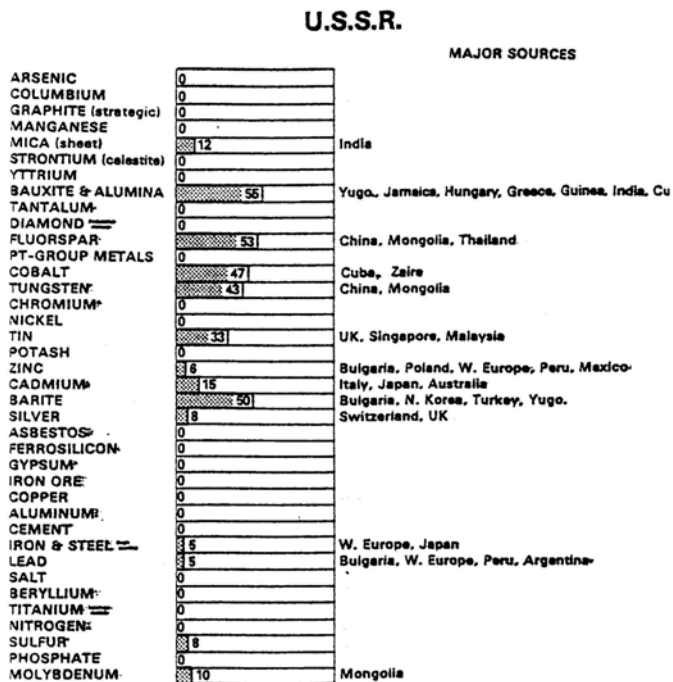 U.S.S.R.
MAJOR SOURCES
ARSENIC 0
COLUMBIUM 0
GRAPHITE (strategic) 0
MANGANESE 0
MICA (sheet) 12 India
STRONTIUM (celestite) 0
YTTRIUM 0
BAUXITE & ALUMINA 55 Yugo., Jamaica, Hungary, Greece, Guinea, India, Cu
TANTALUM 0
DIAMOND 0
FLUORSPAR 53 China, Mongolia, Thailand
PT-GROUP METALS 0
COBALT 47 Cuba, Zaire
TUNGSTEN 43 China, Mongolia
CHROMIUM 0
NICKEL 0
TIN 33 UK, Singapore, Malaysia
POTASH 0
ZINC 6 Bulgaria, Poland, W. Europe, Peru, Mexico
CADMIUM 15 Italy, Japan, Australia
BARITE 50 Bulgaria, N. Korea, Turkey, Yugo.
SILVER 8 Switzerland, UK
ASBESTOS 0
FERROSILICON 0
GYPSUM 0
IRON ORE 0
COPPER 0
ALUMINUM 0
CEMENT 0
IRON & STEEL 5 W. Europe, Japan
LEAD 5 Bulgaria, W. Europe, Peru, Argentina
SALT 0
BERYLLIUM 0
TITANIUM 0
NITROGEN 0
SULFUR 8
PHOSPHATE 0
MOLYBDENUM 10 Mongolia